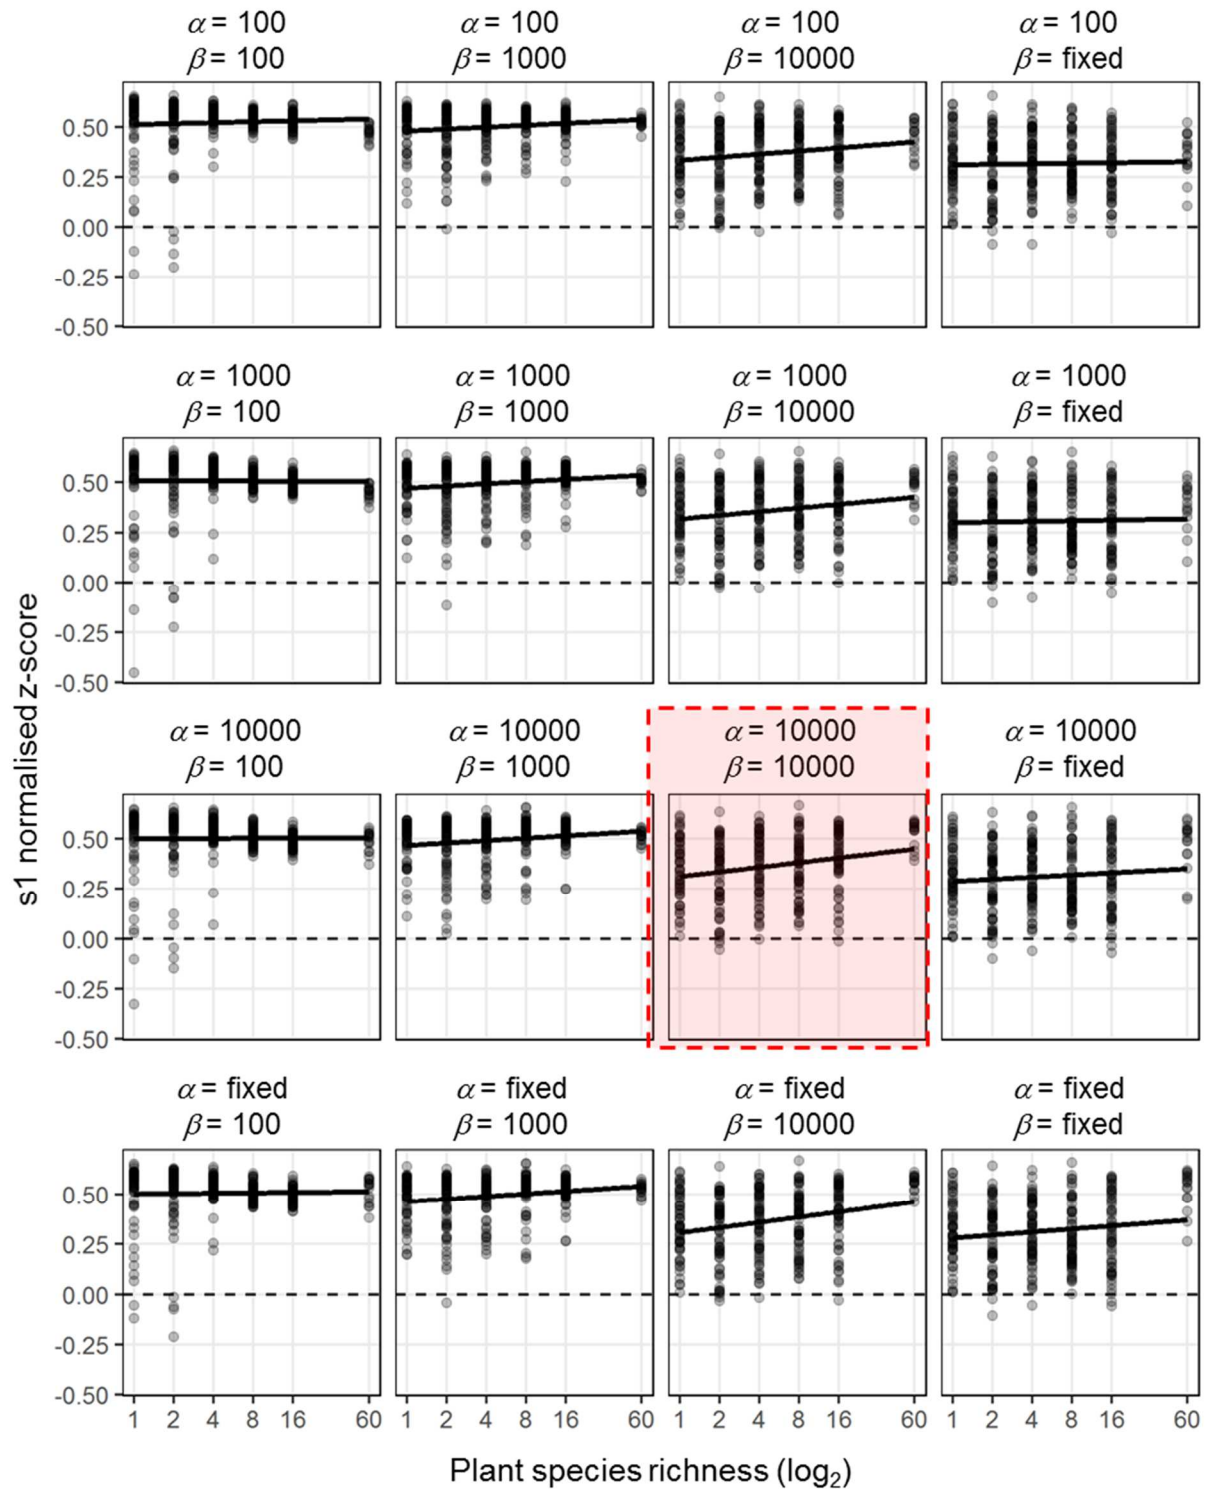 α = 100 α = 100 α = 100 α = 100
β = 100 β = 1000 β = 10000 β = fixed
0.50
0.25
0.00
-0.25
-0.50
α = 1000 α = 1000 α = 1000 α = 1000
β = 100 β = 1000 β = 10000 β = fixed
0.50
0.25
0.00
-0.25
-0.50
s1 normalised z-score
α = 10000 α = 10000 α = 10000 α = 10000
β = 100 β = 1000 β = 10000 β = fixed
0.50
0.25
0.00
-0.25
-0.50
α = fixed α = fixed α = fixed α = fixed
β = 100 β = 1000 β = 10000 β = fixed
0.50
0.25
0.00
-0.25
-0.50
1 2 4 8 16 60 1 2 4 8 16 60 1 2 4 8 16 60 1 2 4 8 16 60
Plant species richness (log₂)